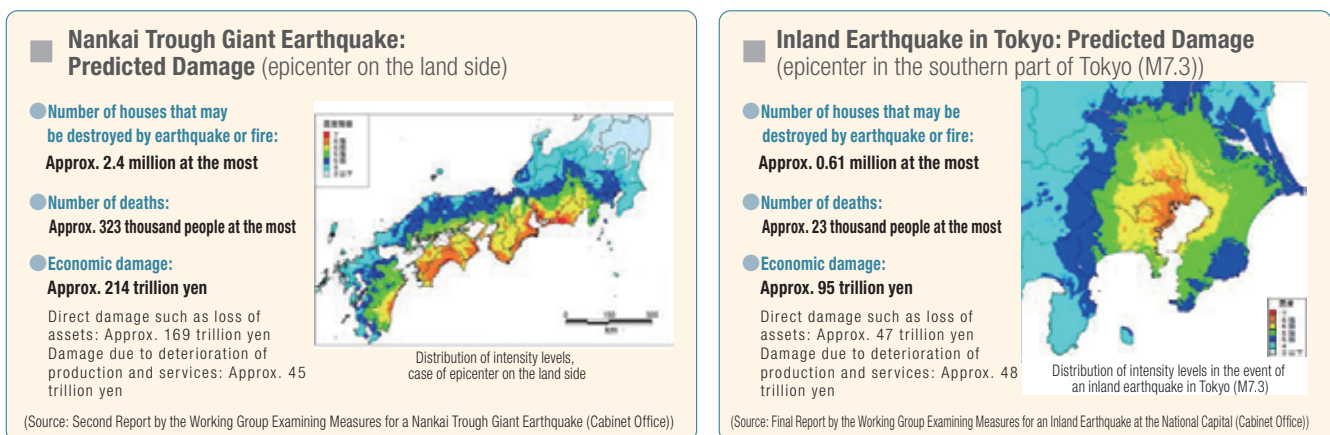 Nankai Trough Giant Earthquake:
Predicted Damage (epicenter on the land side)
Number of houses that may
be destroyed by earthquake or fire:
Approx. 2.4 million at the most
Number of deaths:
Approx. 323 thousand people at the most
Economic damage:
Approx. 214 trillion yen
Direct damage such as loss of
assets: Approx. 169 trillion yen
Damage due to deterioration of
production and services: Approx. 45
trillion yen
km
Distribution of intensity levels,
case of epicenter on the land side
(Source: Second Report by the Working Group Examining Measures for a Nankai Trough Giant Earthquake (Cabinet Office))
Inland Earthquake in Tokyo: Predicted Damage
(epicenter in the southern part of Tokyo (M7.3))
Number of houses that may be
destroyed by earthquake or fire:
Approx. 0.61 million at the most
Number of deaths:
Approx. 23 thousand people at the most
Economic damage:
Approx. 95 trillion yen
Direct damage such as loss of
assets: Approx. 47 trillion yen
Damage due to deterioration of
production and services: Approx. 48
trillion yen
Distribution of intensity levels in the event of
an inland earthquake in Tokyo (M7.3)
(Source: Final Report by the Working Group Examining Measures for an Inland Earthquake at the National Capital (Cabinet Office))